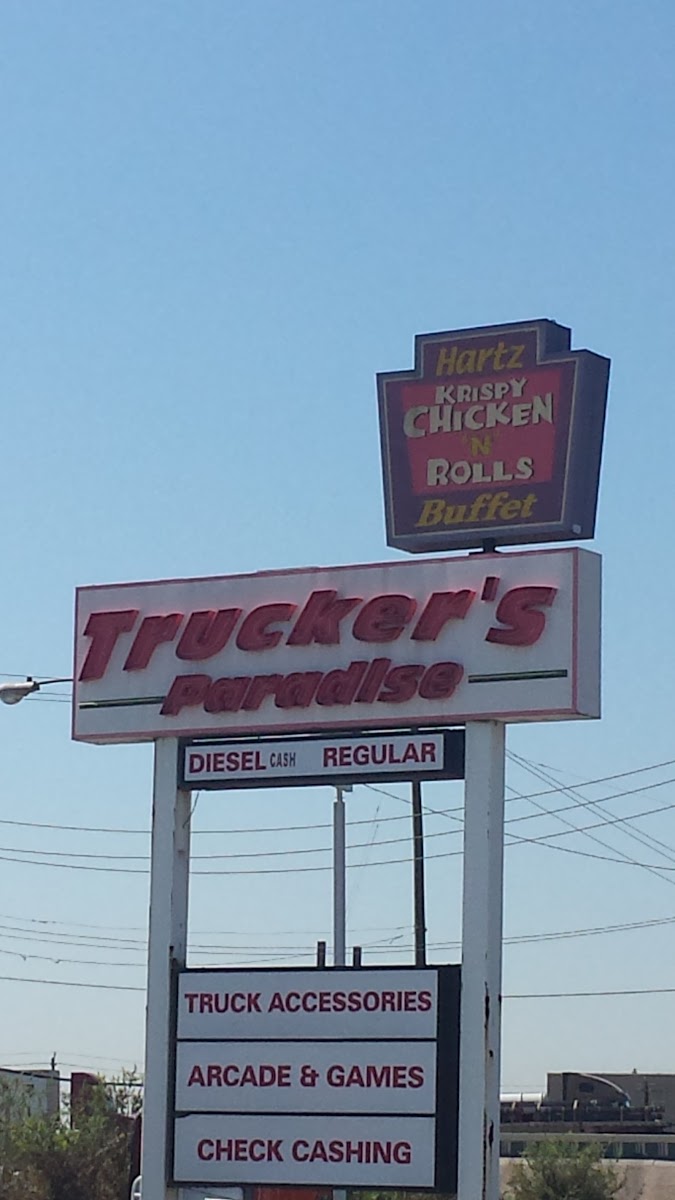 Hartz
KRISPY
CHICKEN
'N'
ROLLS
Buffet
Trucker's
Paradise
DIESEL CASH REGULAR
TRUCK ACCESSORIES
ARCADE & GAMES
CHECK CASHING